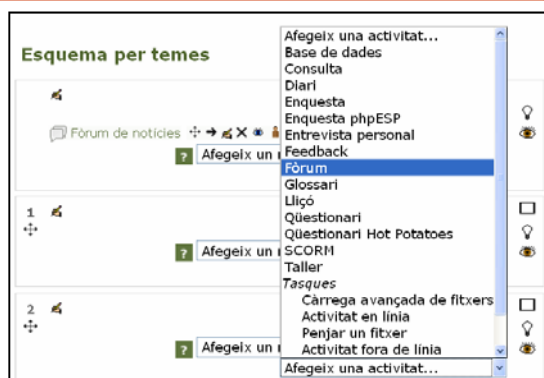 Esquema per temes
Fòrum de notícies
Afegeix un
1
Afegeix un
2
Afegeix un
Afegeix una activitat...
Base de dades
Consulta
Diari
Enquesta
Enquesta phpESP
Entrevista personal
Feedback
Fòrum
Glossari
Lliçó
Qüestionari
Qüestionari Hot Potatoes
SCORM
Taller
Tasques
Càrrega avançada de fitxers
Activitat en línia
Penjar un fitxer
Activitat fora de línia
Afegeix una activitat...